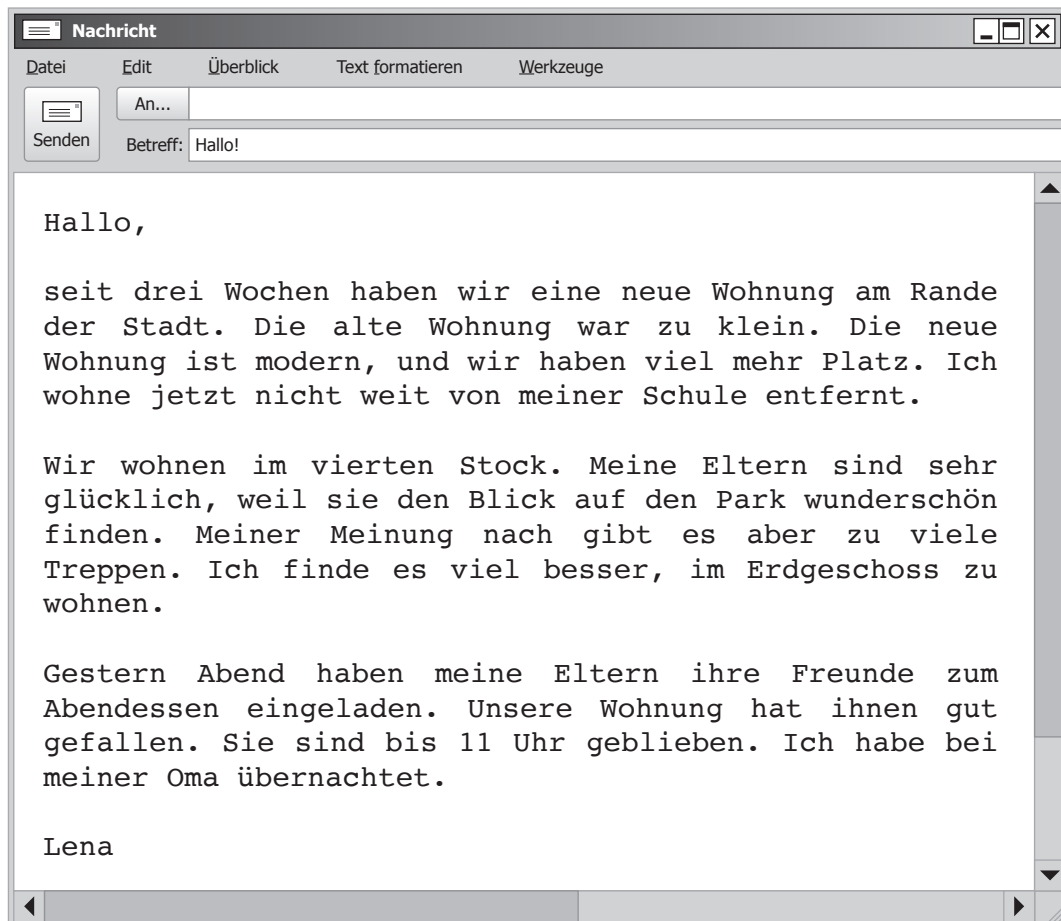 Nachricht
Datei Edit Überblick Text formatieren Werkzeuge
An...
Senden
Betreff: Hallo!
Hallo,
seit drei Wochen haben wir eine neue Wohnung am Rande
der Stadt. Die alte Wohnung war zu klein. Die neue
Wohnung ist modern, und wir haben viel mehr Platz. Ich
wohne jetzt nicht weit von meiner Schule entfernt.
Wir wohnen im vierten Stock. Meine Eltern sind sehr
glücklich, weil sie den Blick auf den Park wunderschön
finden. Meiner Meinung nach gibt es aber zu viele
Treppen. Ich finde es viel besser, im Erdgeschoss zu
wohnen.
Gestern Abend haben meine Eltern ihre Freunde zum
Abendessen eingeladen. Unsere Wohnung hat ihnen gut
gefallen. Sie sind bis 11 Uhr geblieben. Ich habe bei
meiner Oma übernachtet.
Lena